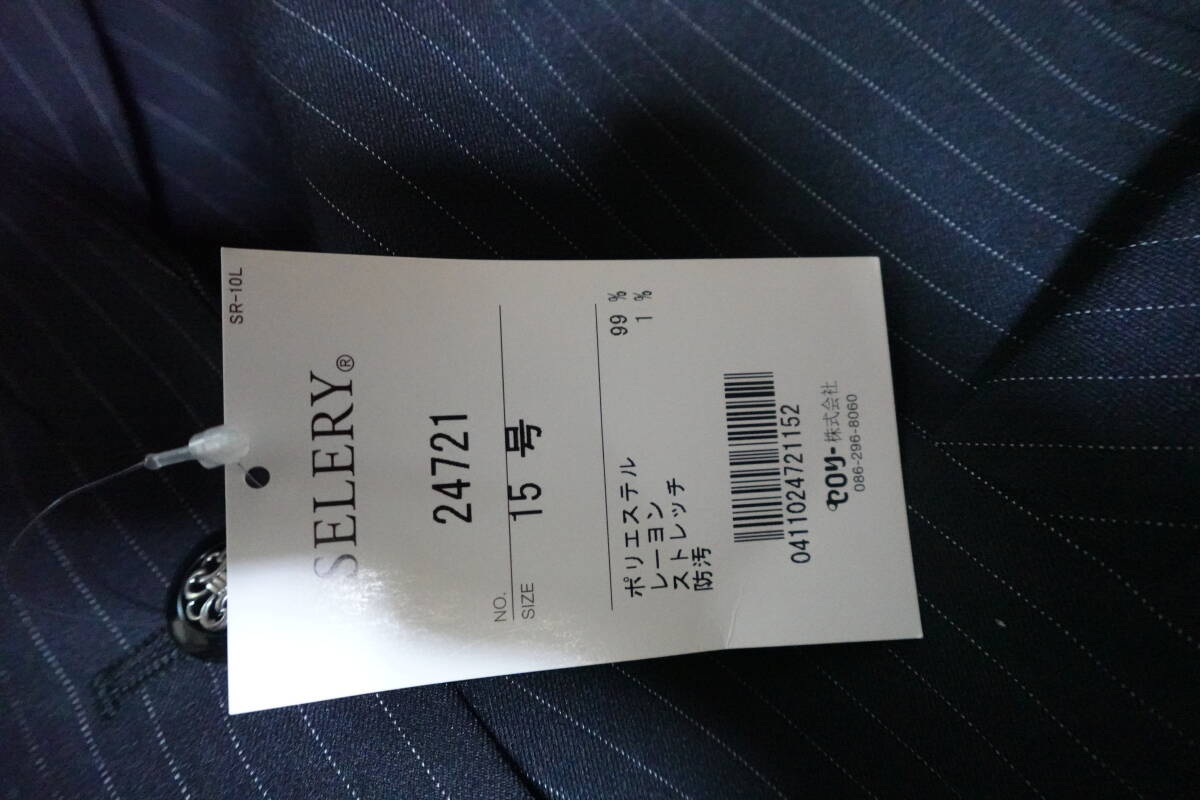 SR-10L
SELERY®
NO. 24721
SIZE 15 号
ポリエステル 99 %
レーヨン 1 %
ストレッチ
防汚
0411024721152
セロリー株式会社
086-296-8060